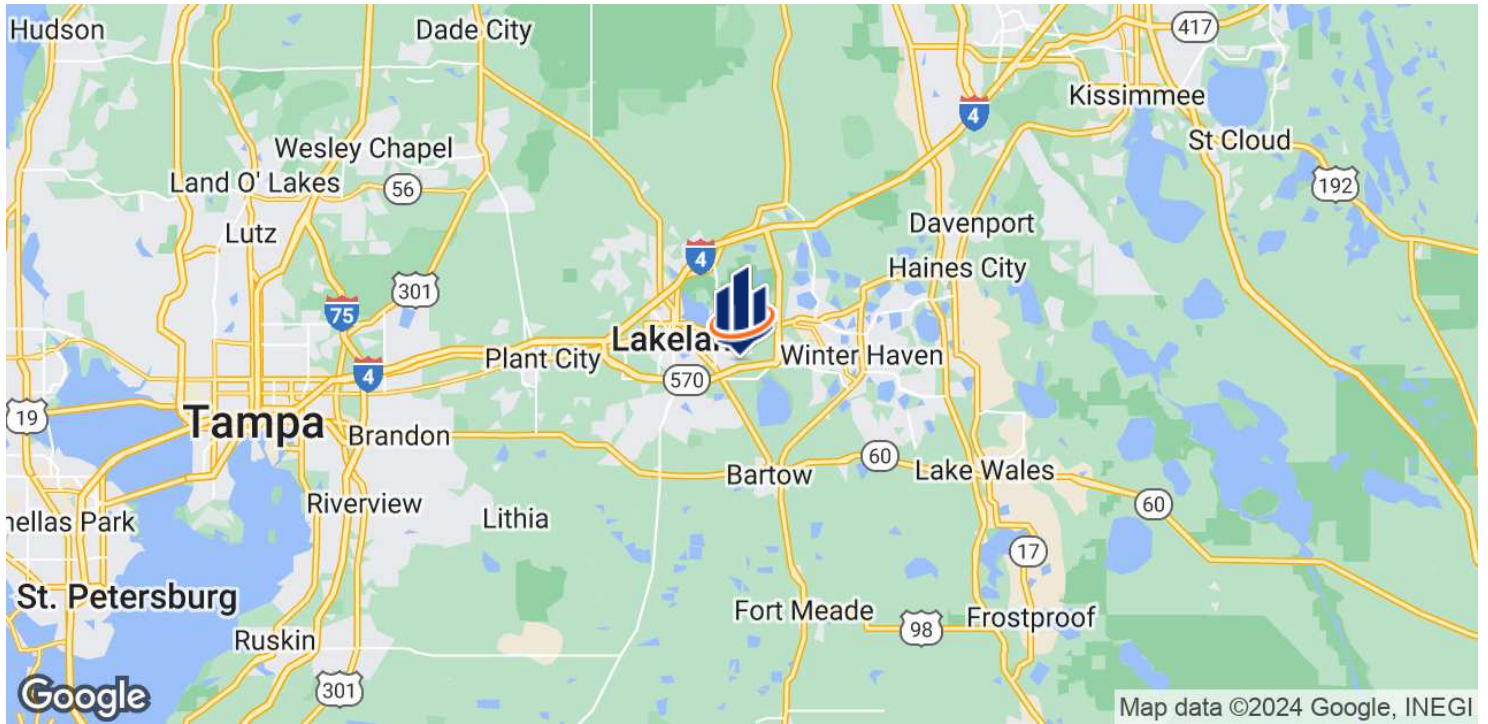 Hudson
Dade City
417
Kissimmee
4
St Cloud
Wesley Chapel
Land O' Lakes
56
192
Lutz
Davenport
4
Haines City
301
75
Lakelan
Plant City
Winter Haven
4
570
19
Tampa
Brandon
60
Lake Wales
Bartow
60
Riverview
Lithia
nellas Park
17
St. Petersburg
Fort Meade
Frostproof
98
Ruskin
301
Google
Map data ©2024 Google, INEGI